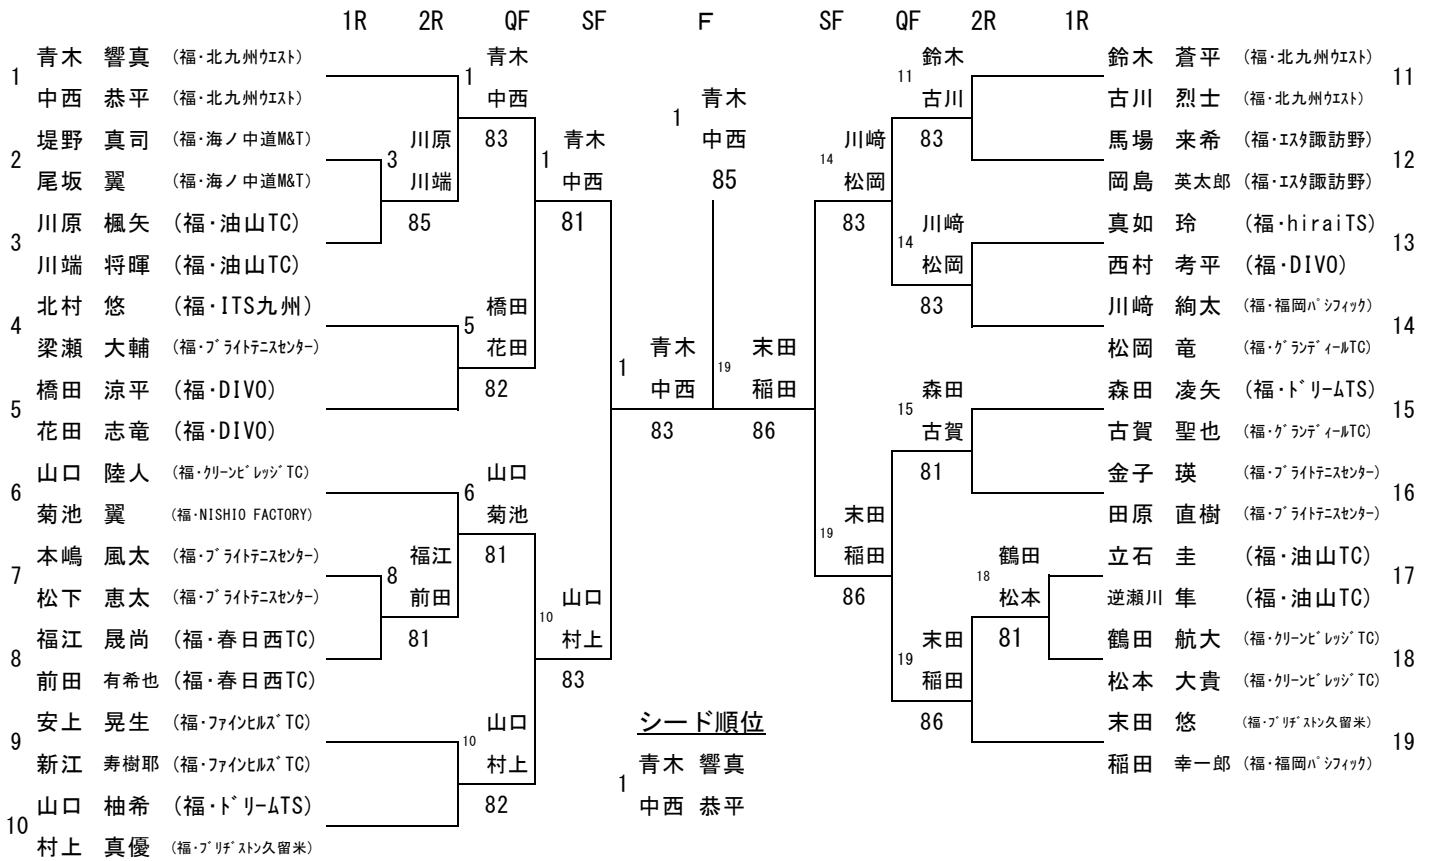 1R 2R QF SF F SF QF 2R 1R
1 青木 響真 (福・北九州ウエスト)
中西 恭平 (福・北九州ウエスト)
2 堤野 真司 (福・海ノ中道M&T)
尾坂 翼 (福・海ノ中道M&T)
3 川原 楓矢 (福・油山TC)
川端 将暉 (福・油山TC)
4 北村 悠 (福・ITS九州)
梁瀬 大輔 (福・ブライトテニスセンター)
5 橋田 涼平 (福・DIVO)
花田 志竜 (福・DIVO)
6 山口 陸人 (福・クリーンビレッジTC)
菊池 翼 (福・NISHIO FACTORY)
7 本嶋 風太 (福・ブライトテニスセンター)
松下 恵太 (福・ブライトテニスセンター)
8 福江 晟尚 (福・春日西TC)
前田 有希也 (福・春日西TC)
9 安上 晃生 (福・ファインヒルズTC)
新江 寿樹耶 (福・ファインヒルズTC)
10 山口 柚希 (福・ドリームTS)
村上 真優 (福・ブリヂストン久留米)
3 川原
川端
85
8 福江
前田
81
1 青木
中西
83
5 橋田
花田
82
6 山口
菊池
81
10 山口
村上
82
1 青木
中西
81
10 山口
村上
83
1 青木
中西
83
1 青木
中西
85
19 末田
稲田
86
14 川﨑
松岡
83
19 末田
稲田
86
11 鈴木
古川
83
14 川﨑
松岡
83
15 森田
古賀
81
19 末田
稲田
86
18 鶴田
松本
81
鈴木 蒼平 (福・北九州ウエスト) 11
古川 烈士 (福・北九州ウエスト)
馬場 来希 (福・エスタ諏訪野) 12
岡島 英太郎 (福・エスタ諏訪野)
真如 玲 (福・hiraiTS) 13
西村 考平 (福・DIVO)
川﨑 絢太 (福・福岡パシフィック) 14
松岡 竜 (福・グランディールTC)
森田 凌矢 (福・ドリームTS) 15
古賀 聖也 (福・グランディールTC)
金子 瑛 (福・ブライトテニスセンター) 16
田原 直樹 (福・ブライトテニスセンター)
立石 圭 (福・油山TC) 17
逆瀬川 隼 (福・油山TC)
鶴田 航大 (福・クリーンビレッジTC) 18
松本 大貴 (福・クリーンビレッジTC)
末田 悠 (福・ブリヂストン久留米) 19
稲田 幸一郎 (福・福岡パシフィック)
シード順位
1 青木 響真
中西 恭平